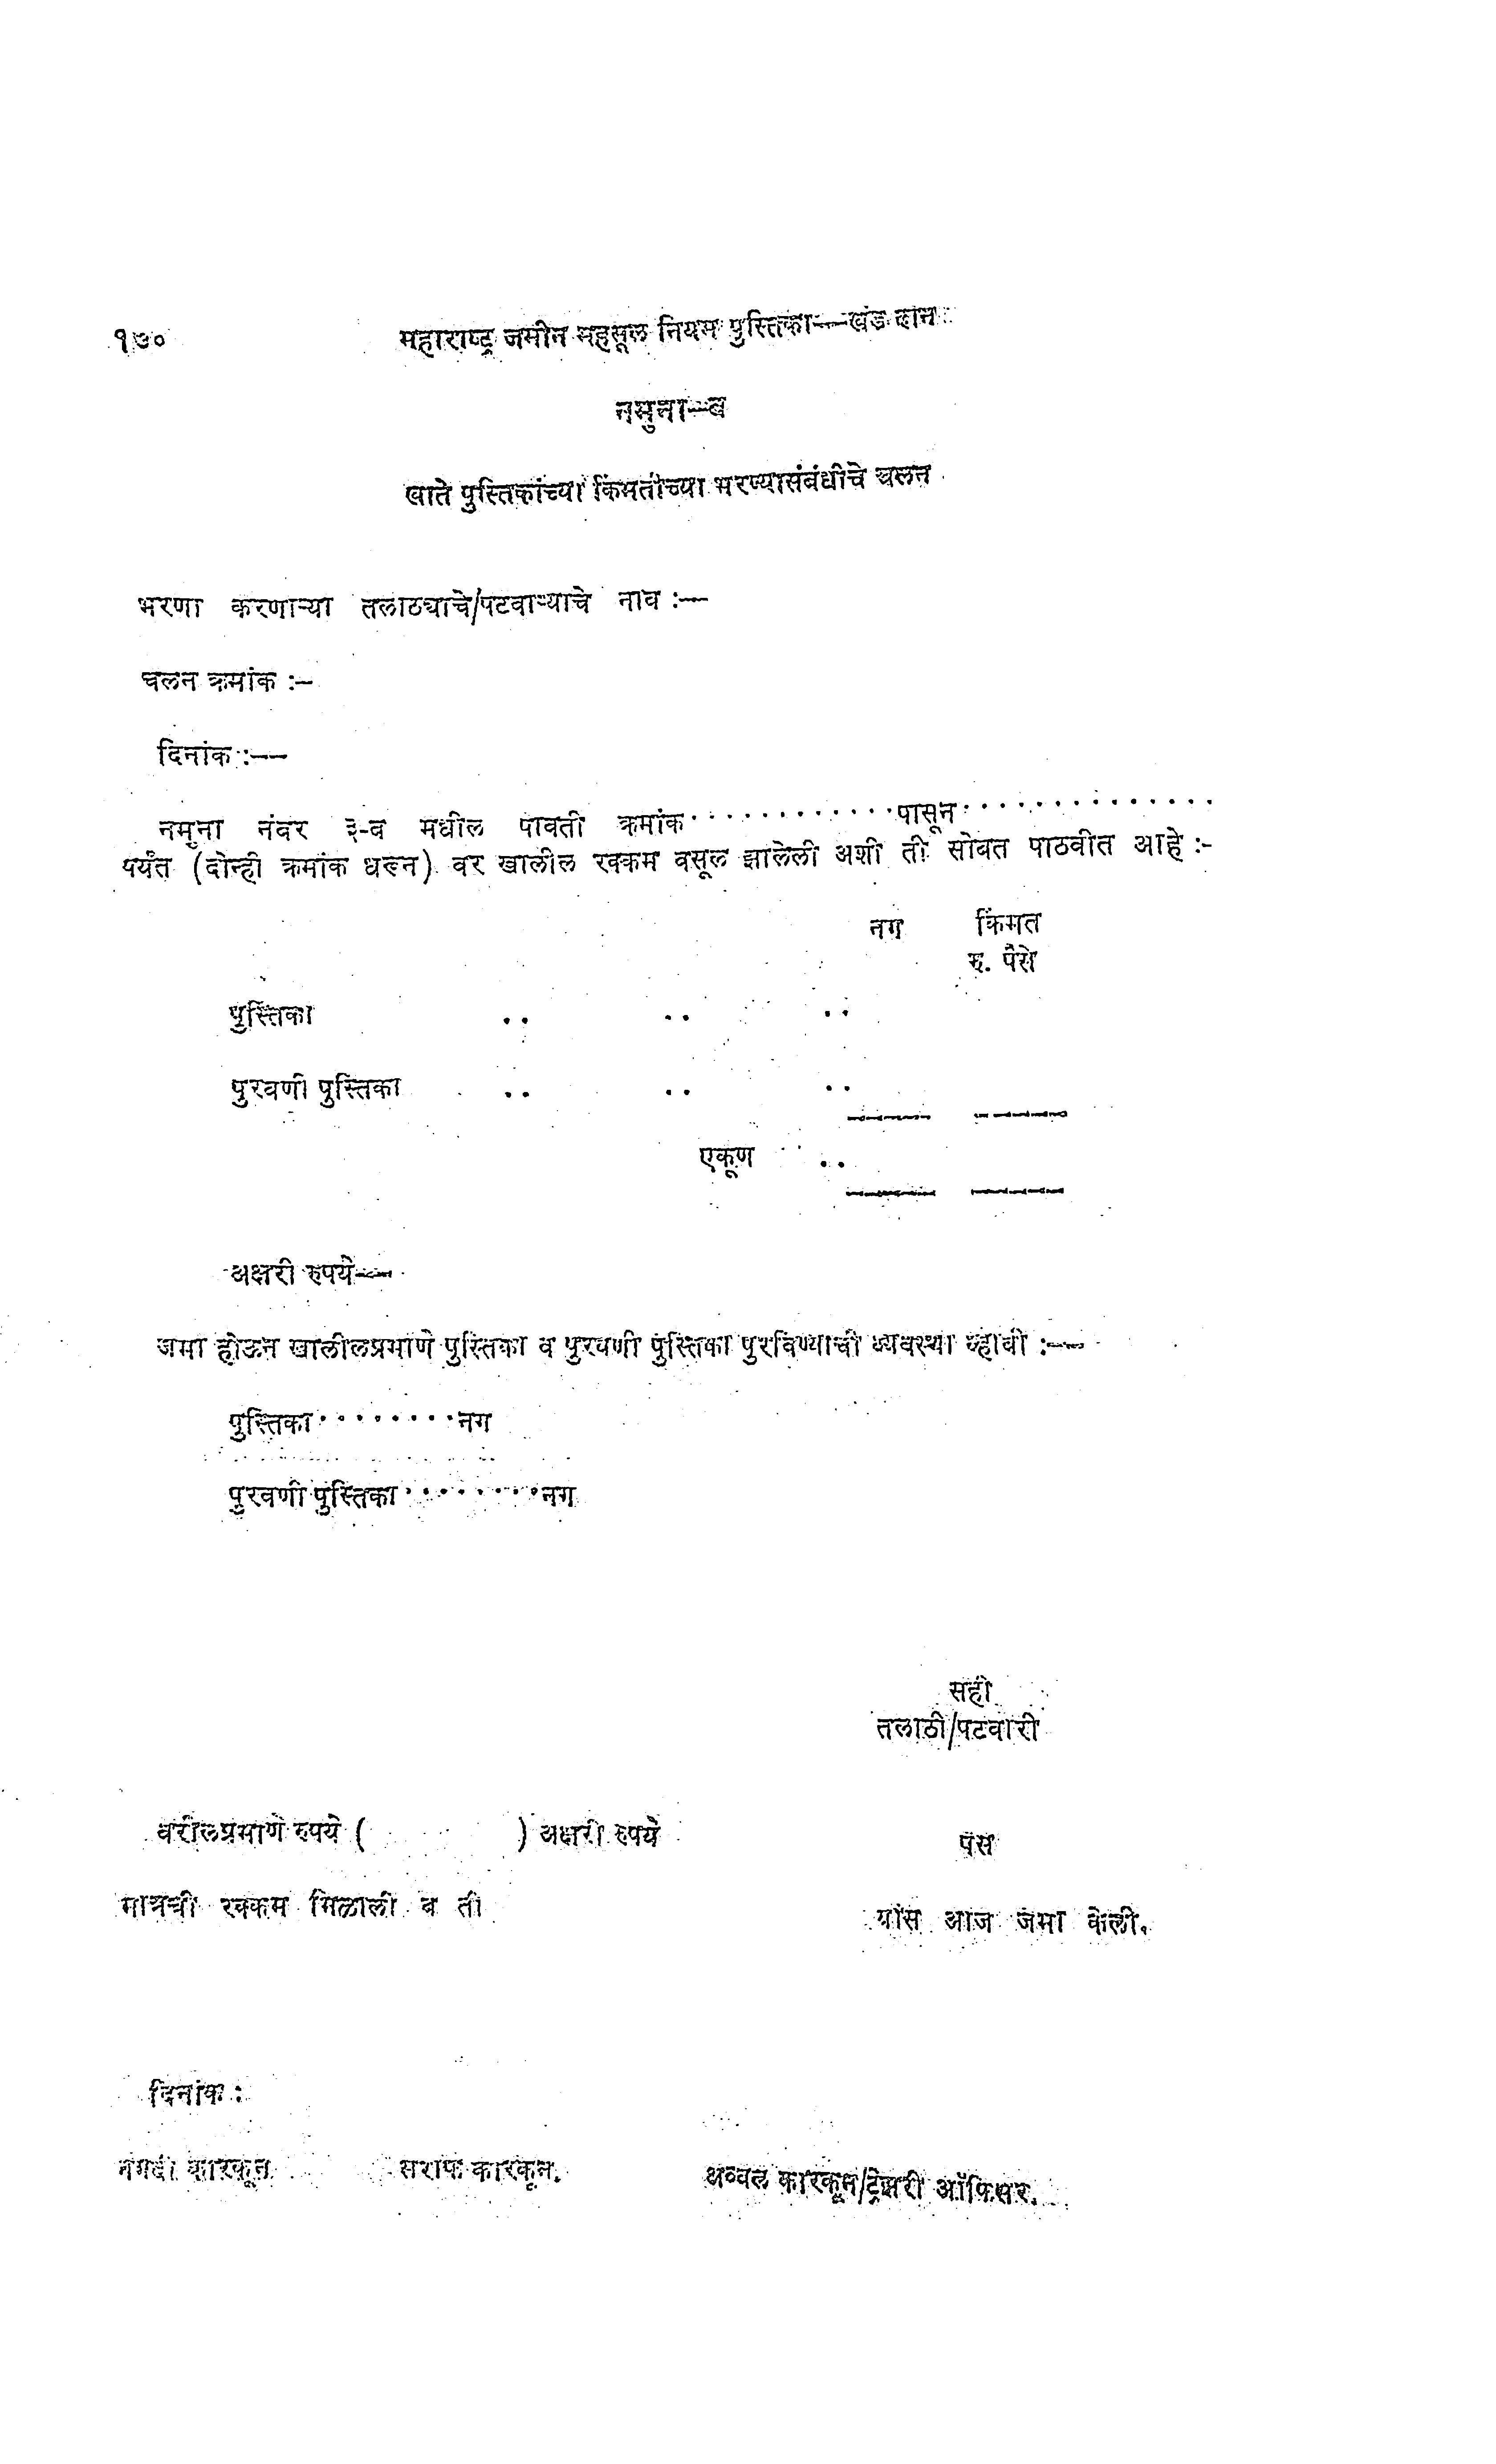 १७० महाराष्ट्र जमीन महसूल नियम पुस्तिका--खंड दोन
नमुना--ब
खाते पुस्तिकांच्या किंमतीच्या भरण्यासंबंधीचे चलन
भरणा करणाऱ्या तलाठ्याचे/पटवाऱ्याचे नाव :--
चलन क्रमांक :-
दिनांक :--
नमुना नंबर ३-ब मधील पावती क्रमांक ............ पासून ..............
पर्यंत (दोन्ही क्रमांक धरून) वर खालील रक्कम वसूल झालेली अशी ती सोबत पाठवीत आहे :-
नग किंमत
रु. पैसे
पुस्तिका .. .. ..
पुरवणी पुस्तिका .. .. ..
एकूण ..
अक्षरी रुपये--
जमा होऊन खालीलप्रमाणे पुस्तिका व पुरवणी पुस्तिका पुरविण्याची व्यवस्था व्हावी :--
पुस्तिका ........ नग
पुरवणी पुस्तिका ........ नग
सही
तलाठी/पटवारी
वरीलप्रमाणे रुपये ( ) अक्षरी रुपये पैसे
मात्रची रक्कम मिळाली व ती यांस आज जमा केली.
दिनांक :
नगदी कारकून सराफ कारकून. अव्वल कारकून/ट्रेझरी ऑफिसर.